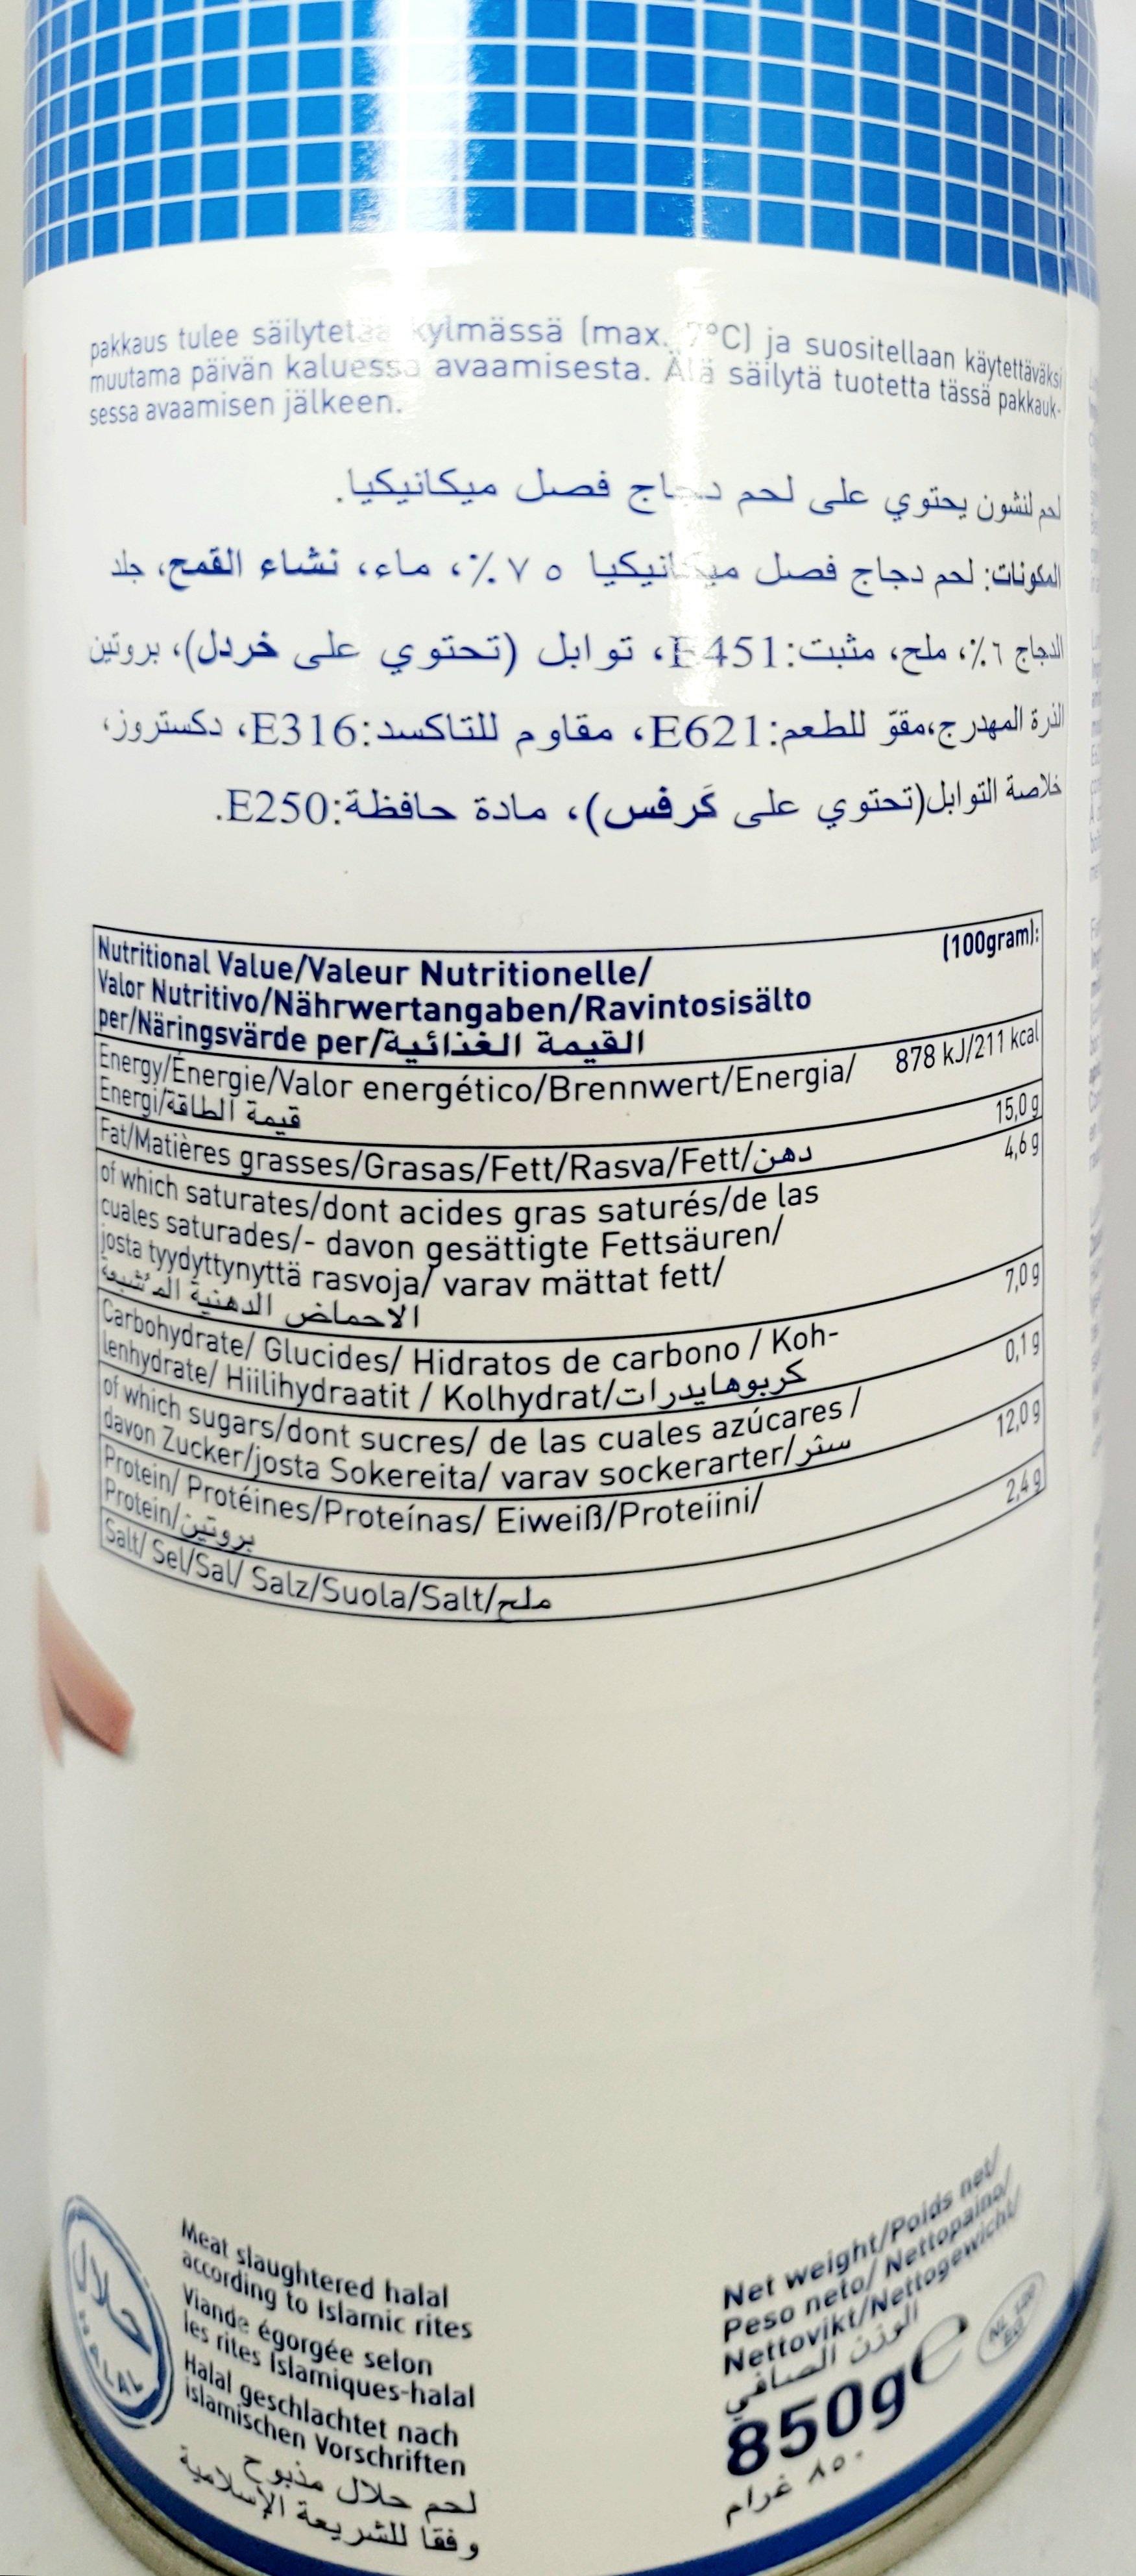 pakkaus tulee säilytetää kylmässä (max. 7°C) ja suositellaan käytettäväksi
muutama päivän kaluessa avaamisesta. Älä säilytä tuotetta tässä pakkauk-
sessa avaamisen jälkeen.
لحم لنشون يحتوي على لحم دجاج فصل ميكانيكيا.
المكونات: لحم دجاج فصل ميكانيكيا ٧٥٪، ماء، نشاء القمح، جلد
الدجاج ٦٪، ملح، مثبت:E451، توابل (تحتوي على خردل)، بروتين
الذرة المهدرج،مقوّ للطعم:E621، مقاوم للتاكسد:E316، دكستروز،
خلاصة التوابل(تحتوي على كَرفس)، مادة حافظة:E250.
Nutritional Value/Valeur Nutritionelle/ (100gram):
Valor Nutritivo/Nährwertangaben/Ravintosisälto
per/Näringsvärde per/القيمة الغذائية
Energy/Énergie/Valor energético/Brennwert/Energia/ 878 kJ/211 kcal
Energi/قيمة الطاقة
Fat/Matières grasses/Grasas/Fett/Rasva/Fett/دهن 15,0 g
of which saturates/dont acides gras saturés/de las 4,6 g
cuales saturades/- davon gesättigte Fettsäuren/
josta tyydyttynyttä rasvoja/ varav mättat fett/
الاحماض الدهنية المشبعة
Carbohydrate/ Glucides/ Hidratos de carbono / Koh- 7,0 g
lenhydrate/ Hiilihydraatit / Kolhydrat/كربوهايدرات
of which sugars/dont sucres/ de las cuales azúcares / 0,1 g
davon Zucker/josta Sokereita/ varav sockerarter/سئر
Protein/ Protéines/Proteínas/ Eiweiß/Proteiini/ 12,0 g
Protein/بروتين
Salt/ Sel/Sal/ Salz/Suola/Salt/ملح 2,4 g
حلال
HALAL
Meat slaughtered halal
according to Islamic rites
Viande égorgée selon
les rites Islamiques-halal
Halal geschlachtet nach
islamischen Vorschriften
لحم حلال مذبوح
وفقا للشريعة الإسلامية
Net weight/Poids net/
Peso neto/ Nettopaino/
Nettovikt/Nettogewicht/
الوزن الصافي
850g e
٨٥٠ غرام
NL
EG